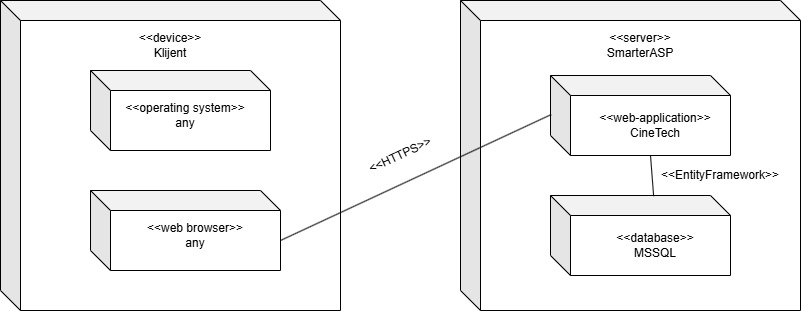 <<device>>
Klijent
<<operating system>>
any
<<web browser>>
any
<<HTTPS>>
<<server>>
SmarterASP
<<web-application>>
CineTech
<<EntityFramework>>
<<database>>
MSSQL